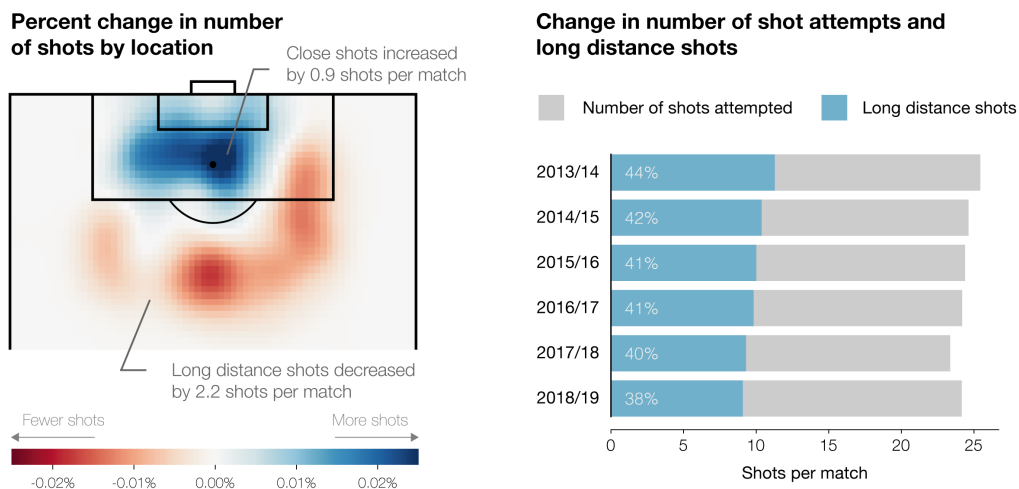 Percent change in number
of shots by location
Close shots increased
by 0.9 shots per match
Long distance shots decreased
by 2.2 shots per match
Fewer shots
More shots
-0.02%
-0.01%
0.00%
0.01%
0.02%
Change in number of shot attempts and
long distance shots
Number of shots attempted
Long distance shots
2013/14
44%
2014/15
42%
2015/16
41%
2016/17
41%
2017/18
40%
2018/19
38%
0
5
10
15
20
25
Shots per match